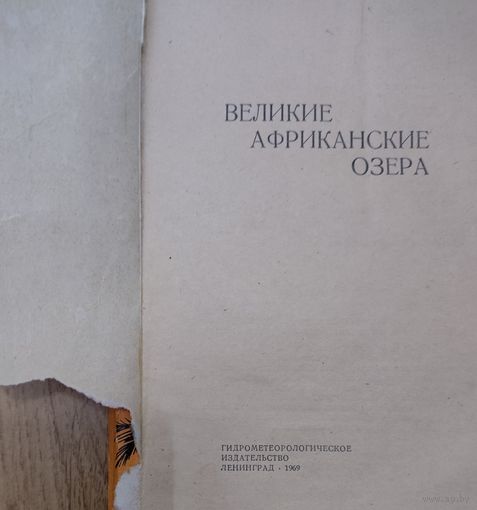 ВЕЛИКИЕ
АФРИКАНСКИЕ
ОЗЕРА
ГИДРОМЕТЕОРОЛОГИЧЕСКОЕ
ИЗДАТЕЛЬСТВО
ЛЕНИНГРАД · 1969